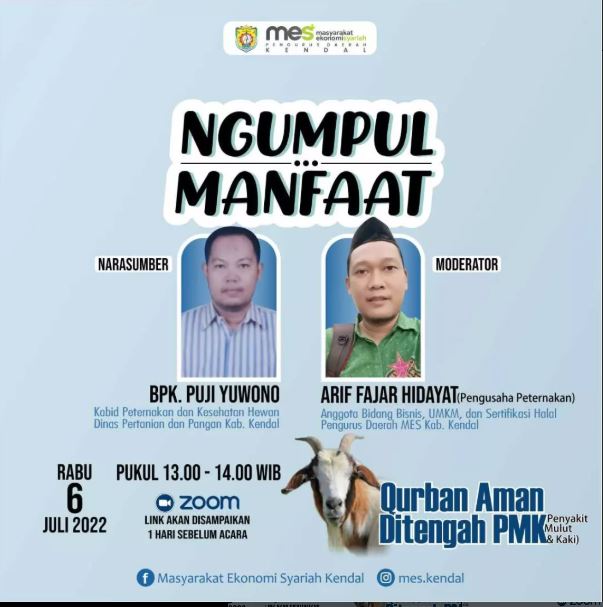 mes masyarakat
ekonomi syariah
PENGURUS DAERAH
KENDAL
NGUMPUL
MANFAAT
NARASUMBER
MODERATOR
BPK. PUJI YUWONO
Kabid Peternakan dan Kesehatan Hewan
Dinas Pertanian dan Pangan Kab. Kendal
ARIF FAJAR HIDAYAT(Pengusaha Peternakan)
Anggota Bidang Bisnis, UMKM, dan Sertifikasi Halal
Pengurus Daerah MES Kab. Kendal
RABU
6
JULI 2022
PUKUL 13.00 - 14.00 WIB
zoom
LINK AKAN DISAMPAIKAN
1 HARI SEBELUM ACARA
Qurban Aman
Ditengah PMK(Penyakit
Mulut
& Kaki)
Masyarakat Ekonomi Syariah Kendal
mes.kendal